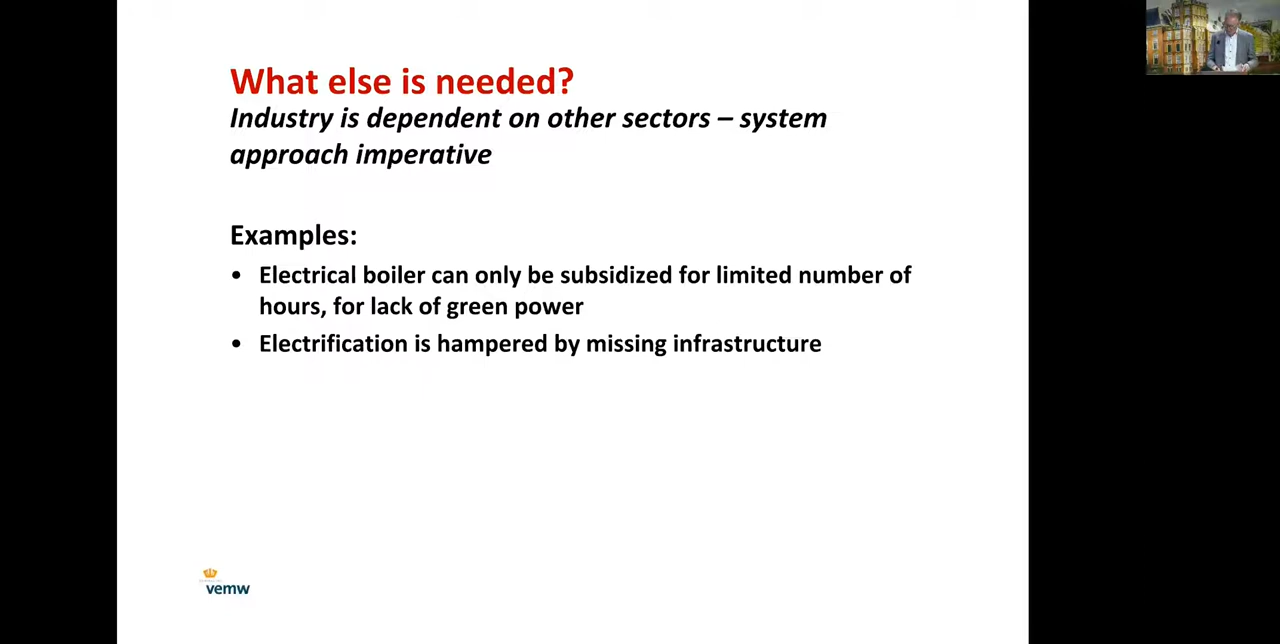 What else is needed?
Industry is dependent on other sectors – system
approach imperative
Examples:
• Electrical boiler can only be subsidized for limited number of
hours, for lack of green power
• Electrification is hampered by missing infrastructure
vemw